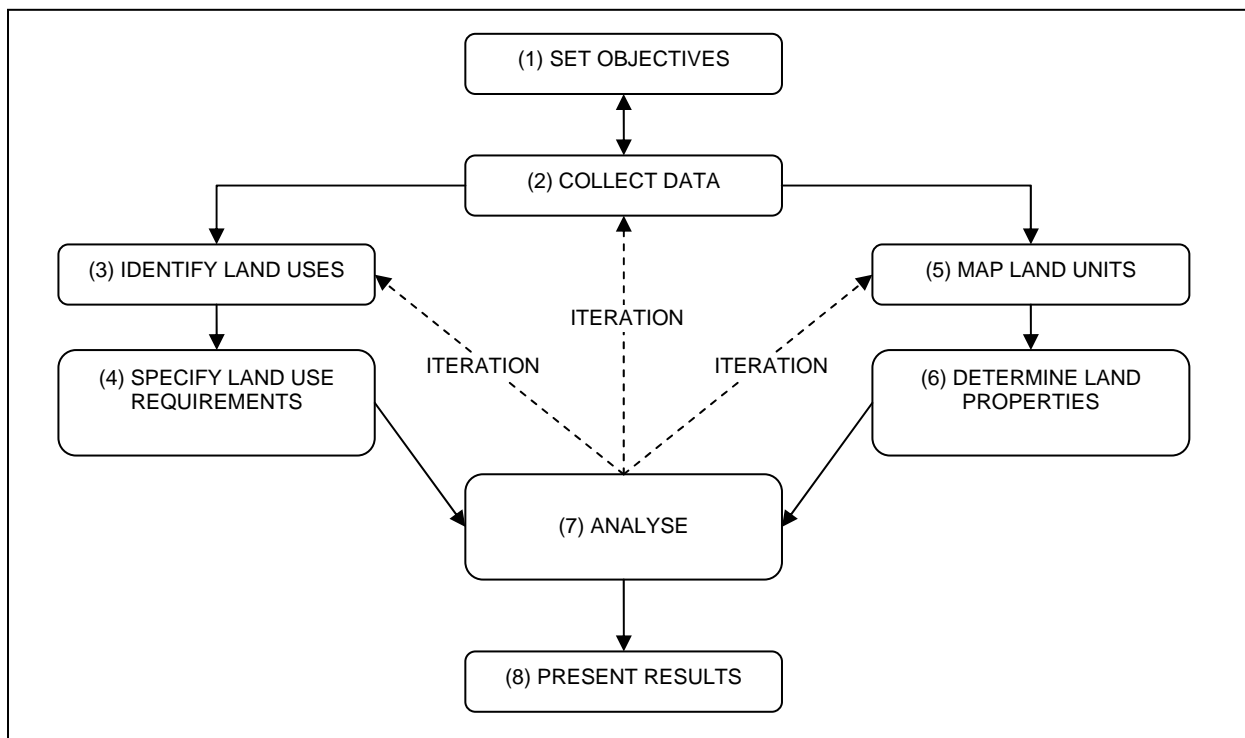 (1) SET OBJECTIVES
(2) COLLECT DATA
(3) IDENTIFY LAND USES
(5) MAP LAND UNITS
ITERATION
ITERATION
ITERATION
(4) SPECIFY LAND USE
REQUIREMENTS
(6) DETERMINE LAND
PROPERTIES
(7) ANALYSE
(8) PRESENT RESULTS